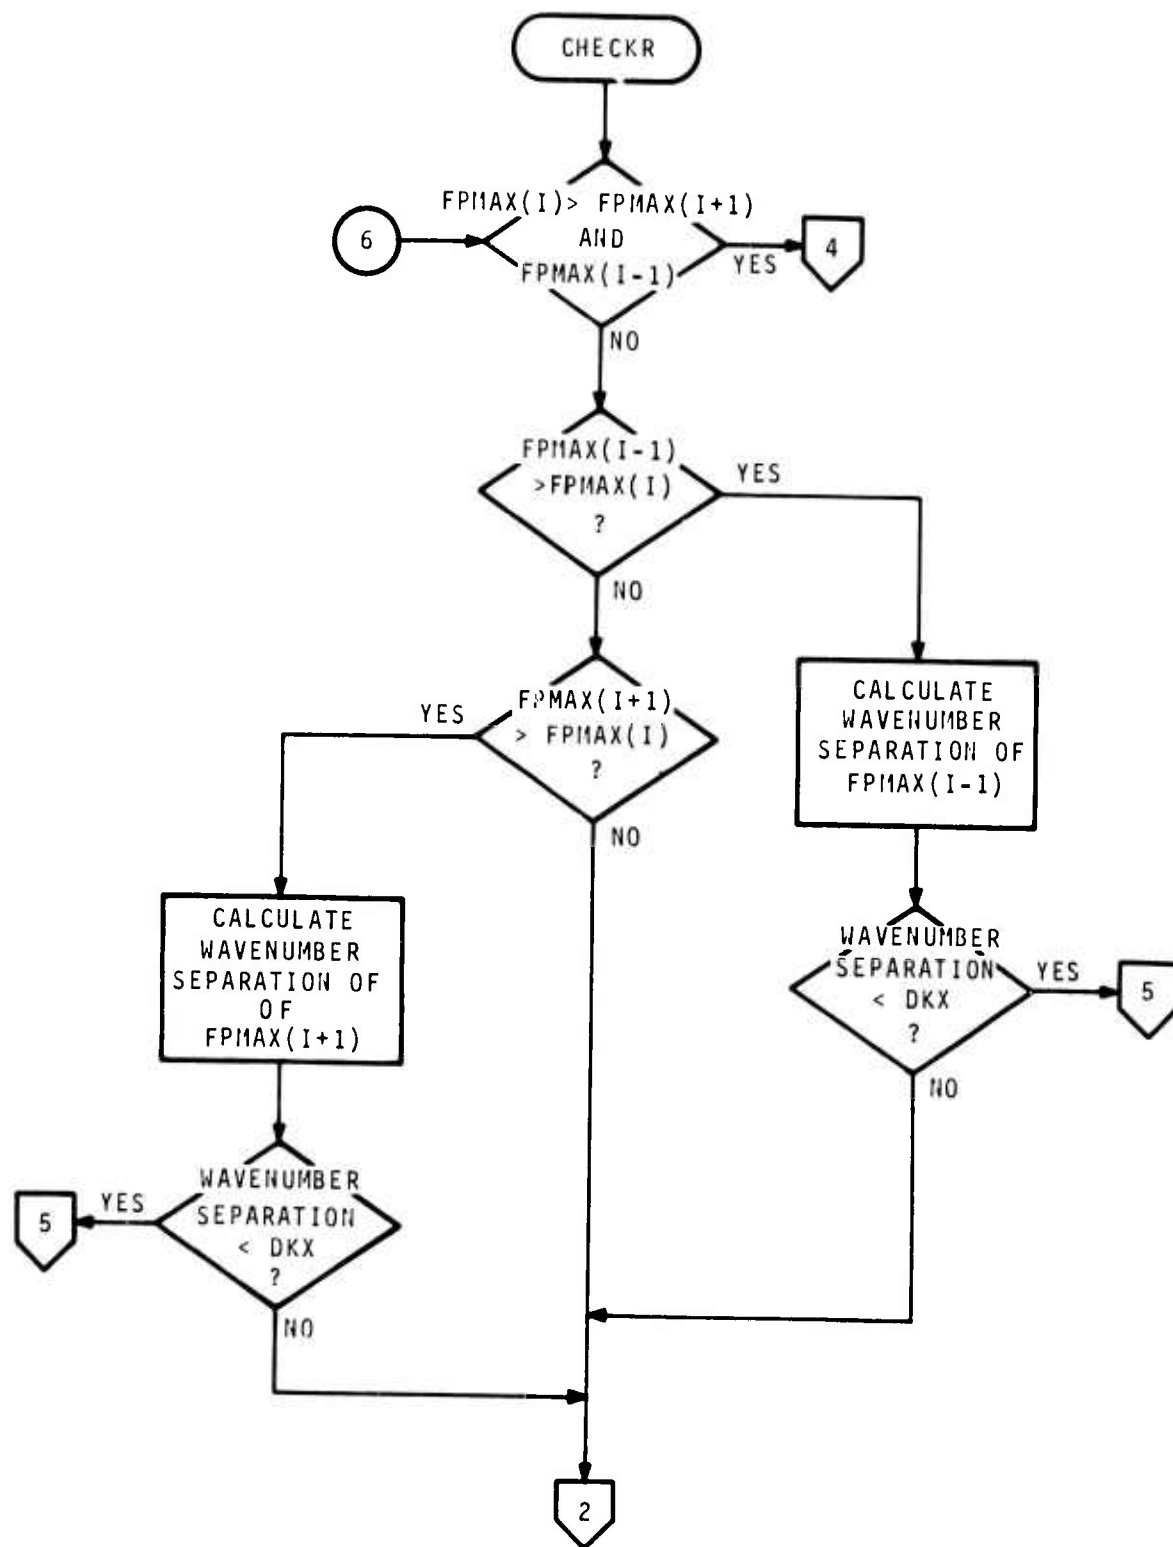 CHECKR
FPMAX(I)> FPMAX(I+1)
6
AND
4
YES
FPMAX(I-1)
NO
FPMAX(I-1)
YES
>FPMAX(I)
?
NO
FPMAX(I+1)
YES
> FPMAX(I)
?
NO
CALCULATE
WAVENUMBER
SEPARATION OF
FPMAX(I-1)
CALCULATE
WAVENUMBER
SEPARATION OF
OF
FPMAX(I+1)
WAVENUMBER
SEPARATION
< DKX
?
YES
5
NO
WAVENUMBER
SEPARATION
< DKX
?
YES
5
NO
2